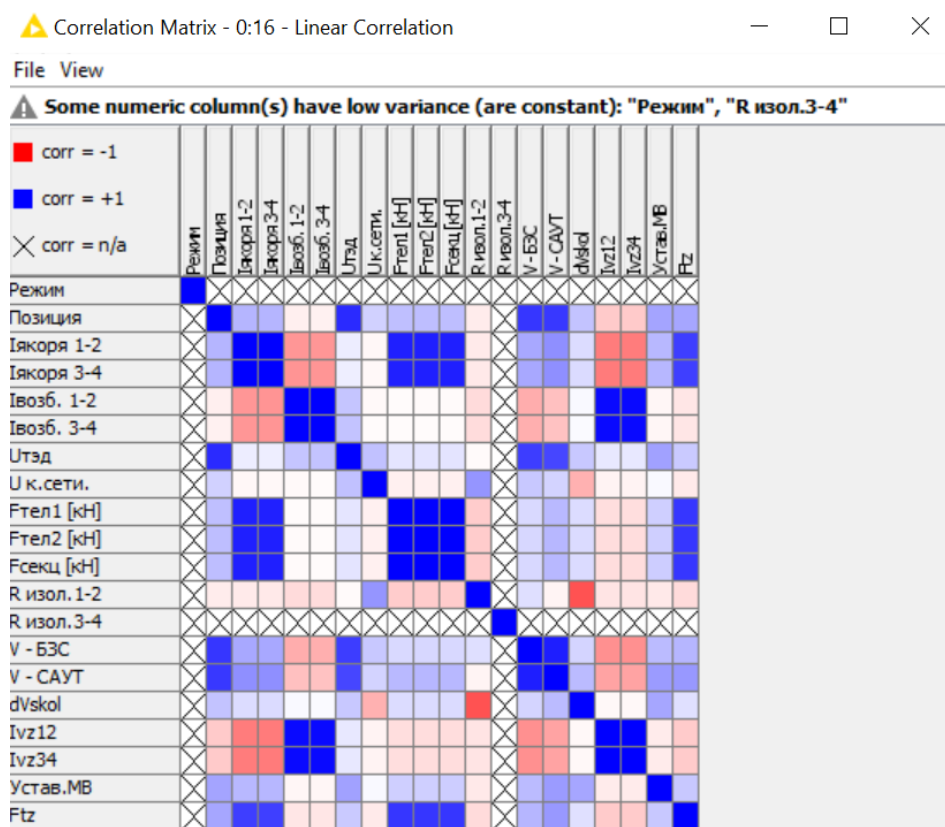 Correlation Matrix - 0:16 - Linear Correlation
File View
Some numeric column(s) have low variance (are constant): "Режим", "R изол.3-4"
corr = -1
corr = +1
corr = n/a
Режим
Позиция
Iякоря 1-2
Iякоря 3-4
Iвозб. 1-2
Iвозб. 3-4
Uтэд
U к.сети.
Fтел1 [кН]
Fтел2 [кН]
Fсекц [кН]
R изол.1-2
R изол.3-4
V - БЗС
V - САУТ
dVskol
Ivz12
Ivz34
Устав.МВ
Ftz
Режим
Позиция
Iякоря 1-2
Iякоря 3-4
Iвозб. 1-2
Iвозб. 3-4
Uтэд
U к.сети.
Fтел1 [кН]
Fтел2 [кН]
Fсекц [кН]
R изол.1-2
R изол.3-4
V - БЗС
V - САУТ
dVskol
Ivz12
Ivz34
Устав.МВ
Ftz